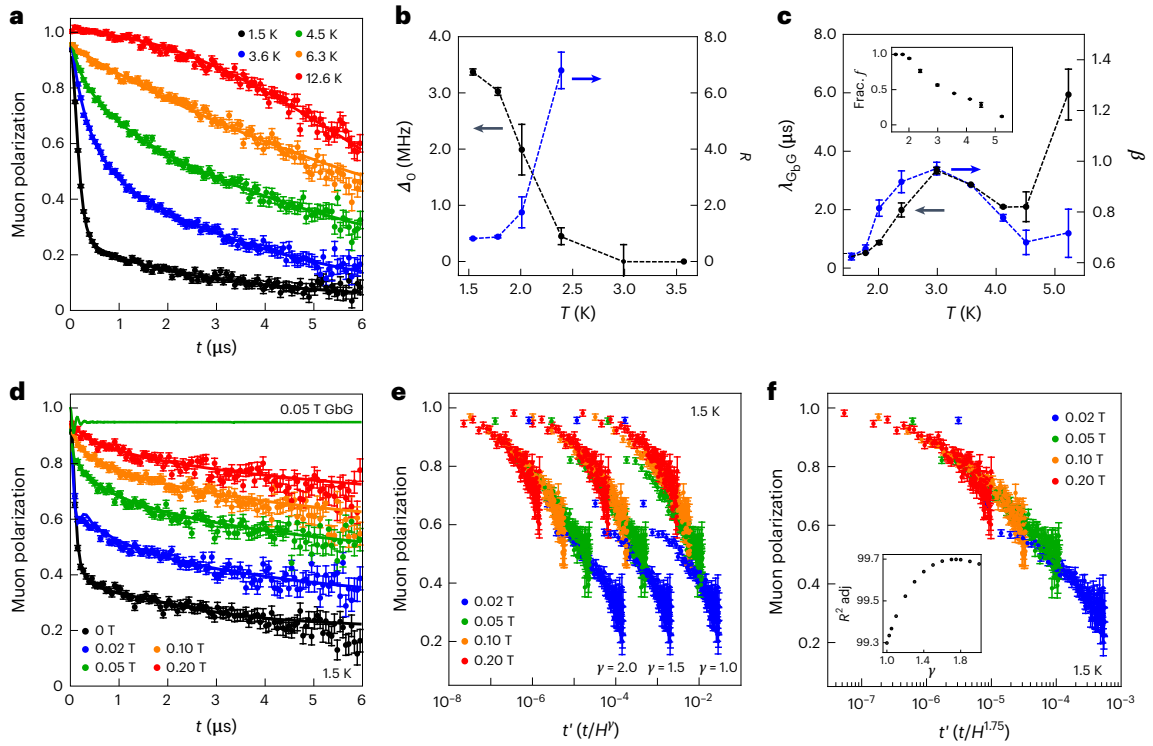 a
1.0
0.8
0.6
0.4
0.2
0
Muon polarization
1.5 K
4.5 K
3.6 K
6.3 K
12.6 K
0
1
2
3
4
5
6
t (μs)
b
4.0
3.0
2.0
1.0
0
Δ0 (MHz)
8.0
6.0
4.0
2.0
0
R
1.5
2.0
2.5
3.0
3.5
T (K)
c
8.0
6.0
4.0
2.0
0
λGbG (μs)
1.0
0.5
0
Frac. f
2
3
4
5
1.4
1.2
1.0
0.8
0.6
β
2.0
3.0
4.0
5.0
T (K)
d
1.0
0.8
0.6
0.4
0.2
0
Muon polarization
0.05 T GbG
0 T
0.02 T
0.10 T
0.05 T
0.20 T
1.5 K
0
1
2
3
4
5
6
t (μs)
e
1.0
0.8
0.6
0.4
0.2
Muon polarization
1.5 K
0.02 T
0.05 T
0.10 T
0.20 T
γ = 2.0
γ = 1.5
γ = 1.0
10−8
10−6
10−4
10−2
t' (t/Hγ)
f
1.0
0.8
0.6
0.4
0.2
Muon polarization
0.02 T
0.05 T
0.10 T
0.20 T
99.7
99.5
99.3
R2 adj
1.0
1.4
1.8
γ
1.5 K
10−7
10−6
10−5
10−4
10−3
t' (t/H1.75)